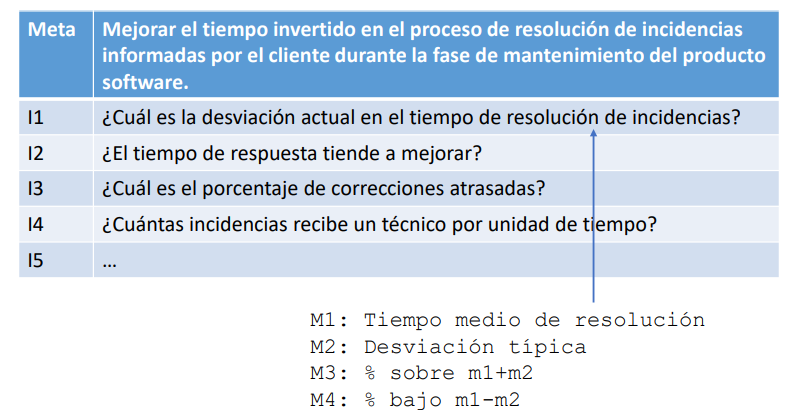 Meta
Mejorar el tiempo invertido en el proceso de resolución de incidencias
informadas por el cliente durante la fase de mantenimiento del producto
software.
I1 ¿Cuál es la desviación actual en el tiempo de resolución de incidencias?
I2 ¿El tiempo de respuesta tiende a mejorar?
I3 ¿Cuál es el porcentaje de correcciones atrasadas?
I4 ¿Cuántas incidencias recibe un técnico por unidad de tiempo?
I5 ...
M1: Tiempo medio de resolución
M2: Desviación típica
M3: % sobre m1+m2
M4: % bajo m1-m2